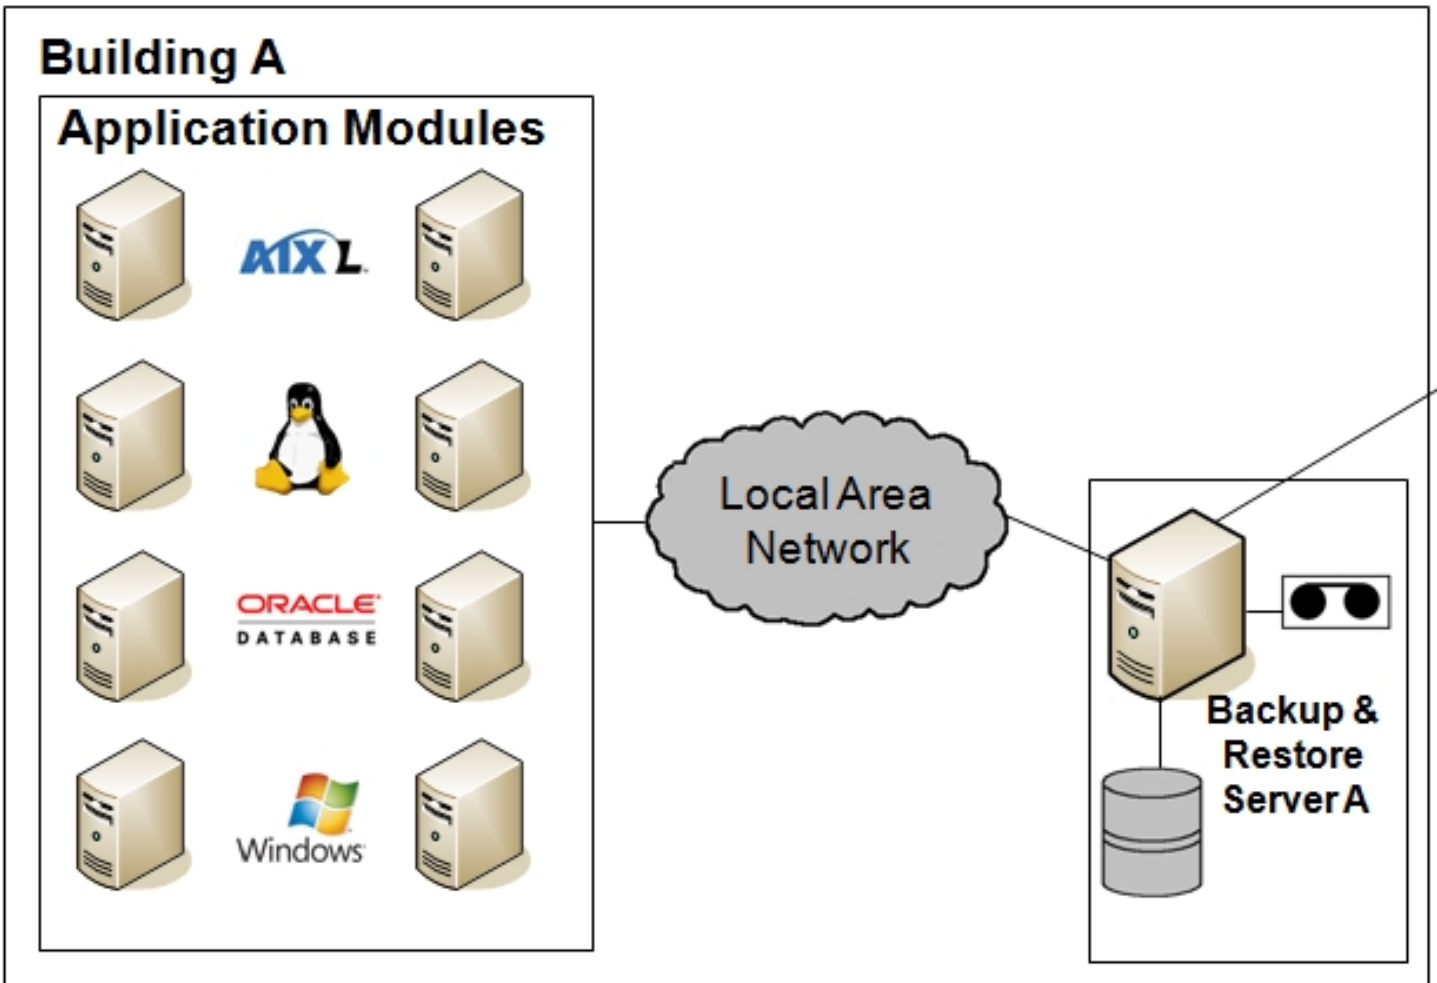 Building A
Application Modules
AIX L
ORACLE
DATABASE
Windows
Local Area
Network
Backup &
Restore
Server A